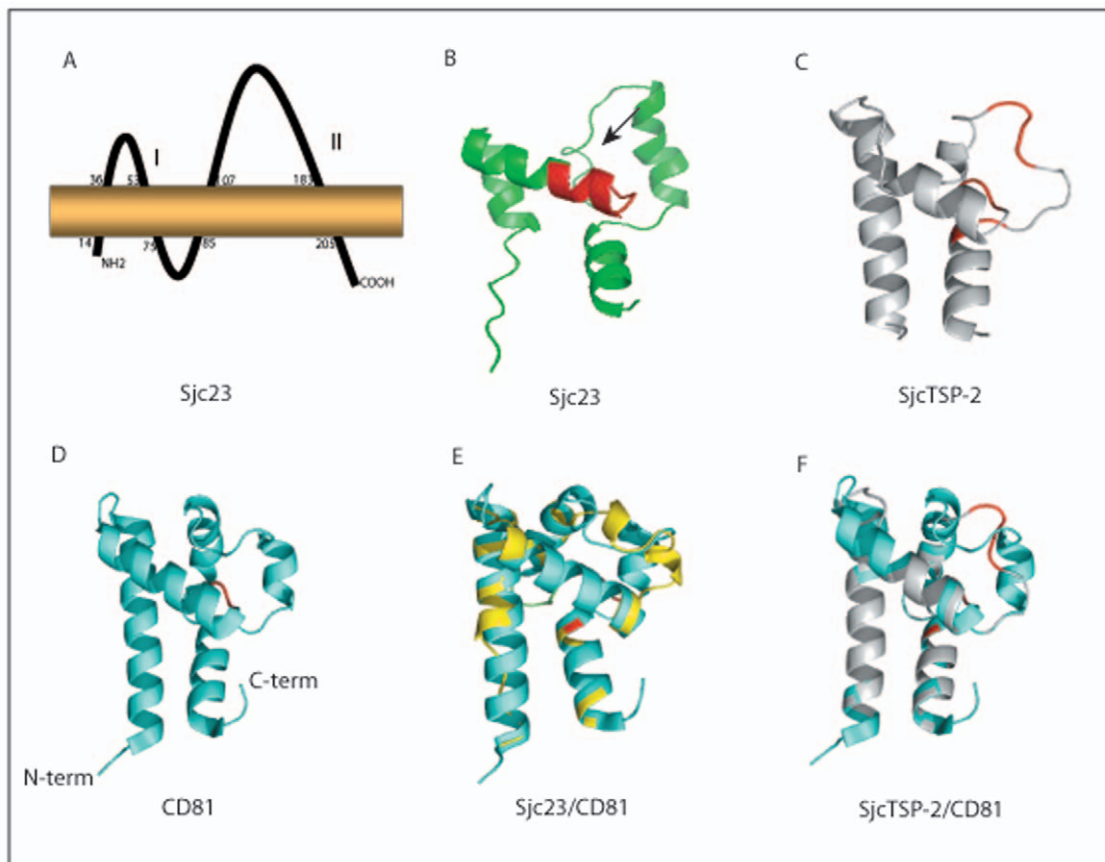 A
B
C
I
II
36
53
107
183
14
75
85
205
NH2
COOH
Sjc23
Sjc23
SjcTSP-2
D
E
F
C-term
N-term
CD81
Sjc23/CD81
SjcTSP-2/CD81